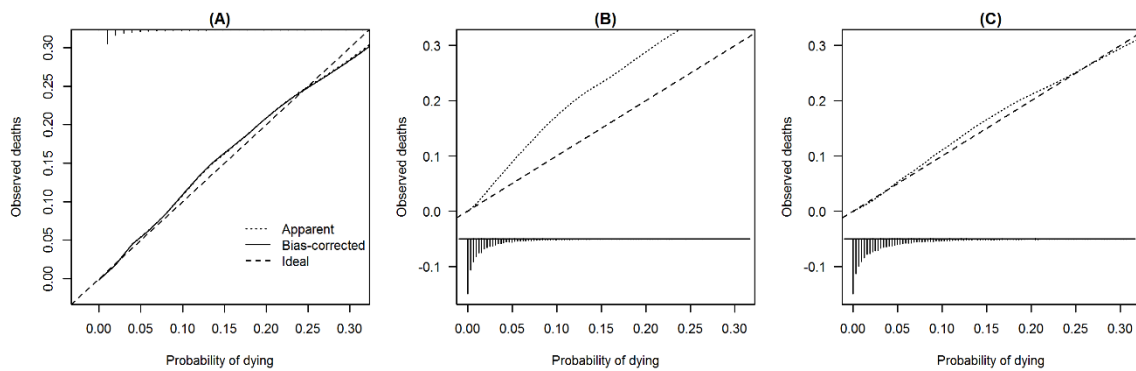 (A)
Observed deaths
0.30
0.25
0.20
0.15
0.10
0.05
0.00
Apparent
Bias-corrected
Ideal
0.00 0.05 0.10 0.15 0.20 0.25 0.30
Probability of dying
(B)
Observed deaths
0.3
0.2
0.1
0.0
-0.1
0.00 0.05 0.10 0.15 0.20 0.25 0.30
Probability of dying
(C)
Observed deaths
0.3
0.2
0.1
0.0
-0.1
0.00 0.05 0.10 0.15 0.20 0.25 0.30
Probability of dying